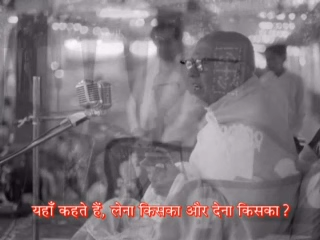 यहाँ कहते हैं, लेना किसका और देना किसका ?